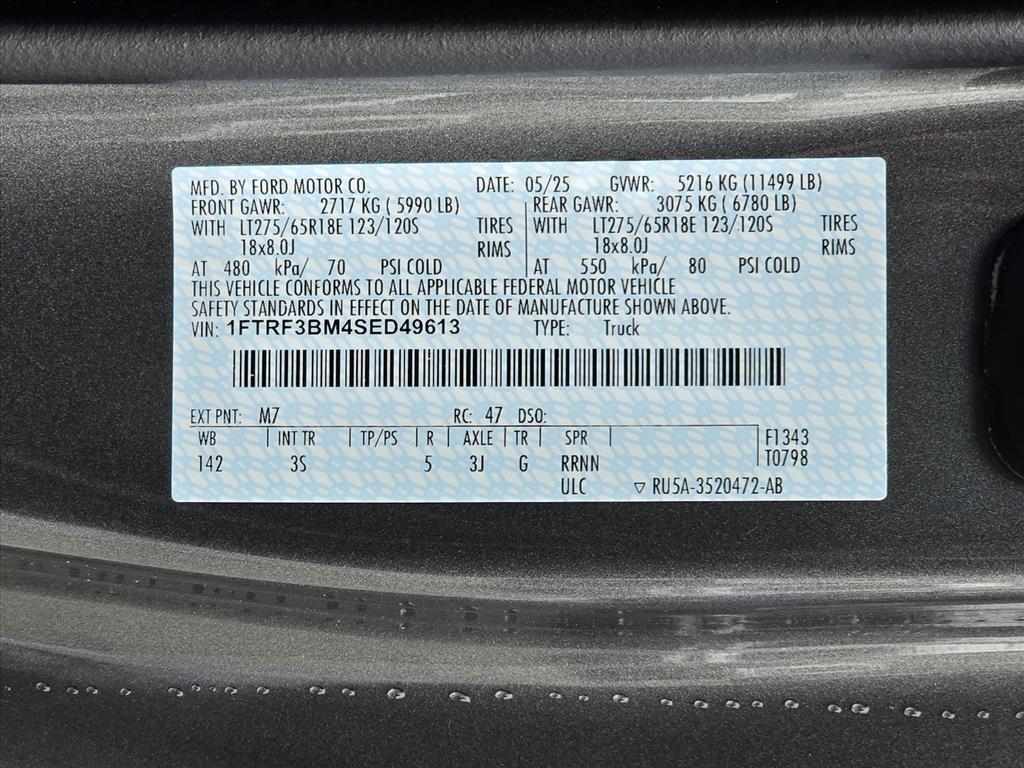 MFD. BY FORD MOTOR CO. DATE: 05/25 GVWR: 5216 KG (11499 LB)
FRONT GAWR: 2717 KG ( 5990 LB) REAR GAWR: 3075 KG ( 6780 LB)
WITH LT275/65R18E 123/120S TIRES WITH LT275/65R18E 123/120S TIRES
18x8.0J RIMS 18x8.0J RIMS
AT 480 kPa/ 70 PSI COLD AT 550 kPa/ 80 PSI COLD
THIS VEHICLE CONFORMS TO ALL APPLICABLE FEDERAL MOTOR VEHICLE
SAFETY STANDARDS IN EFFECT ON THE DATE OF MANUFACTURE SHOWN ABOVE.
VIN: 1FTRF3BM4SED49613 TYPE: Truck
EXT PNT: M7 RC: 47 DSO:
WB INT TR TP/PS R AXLE TR SPR F1343
142 3S 5 3J G RRNN T0798
ULC ▽ RU5A-3520472-AB